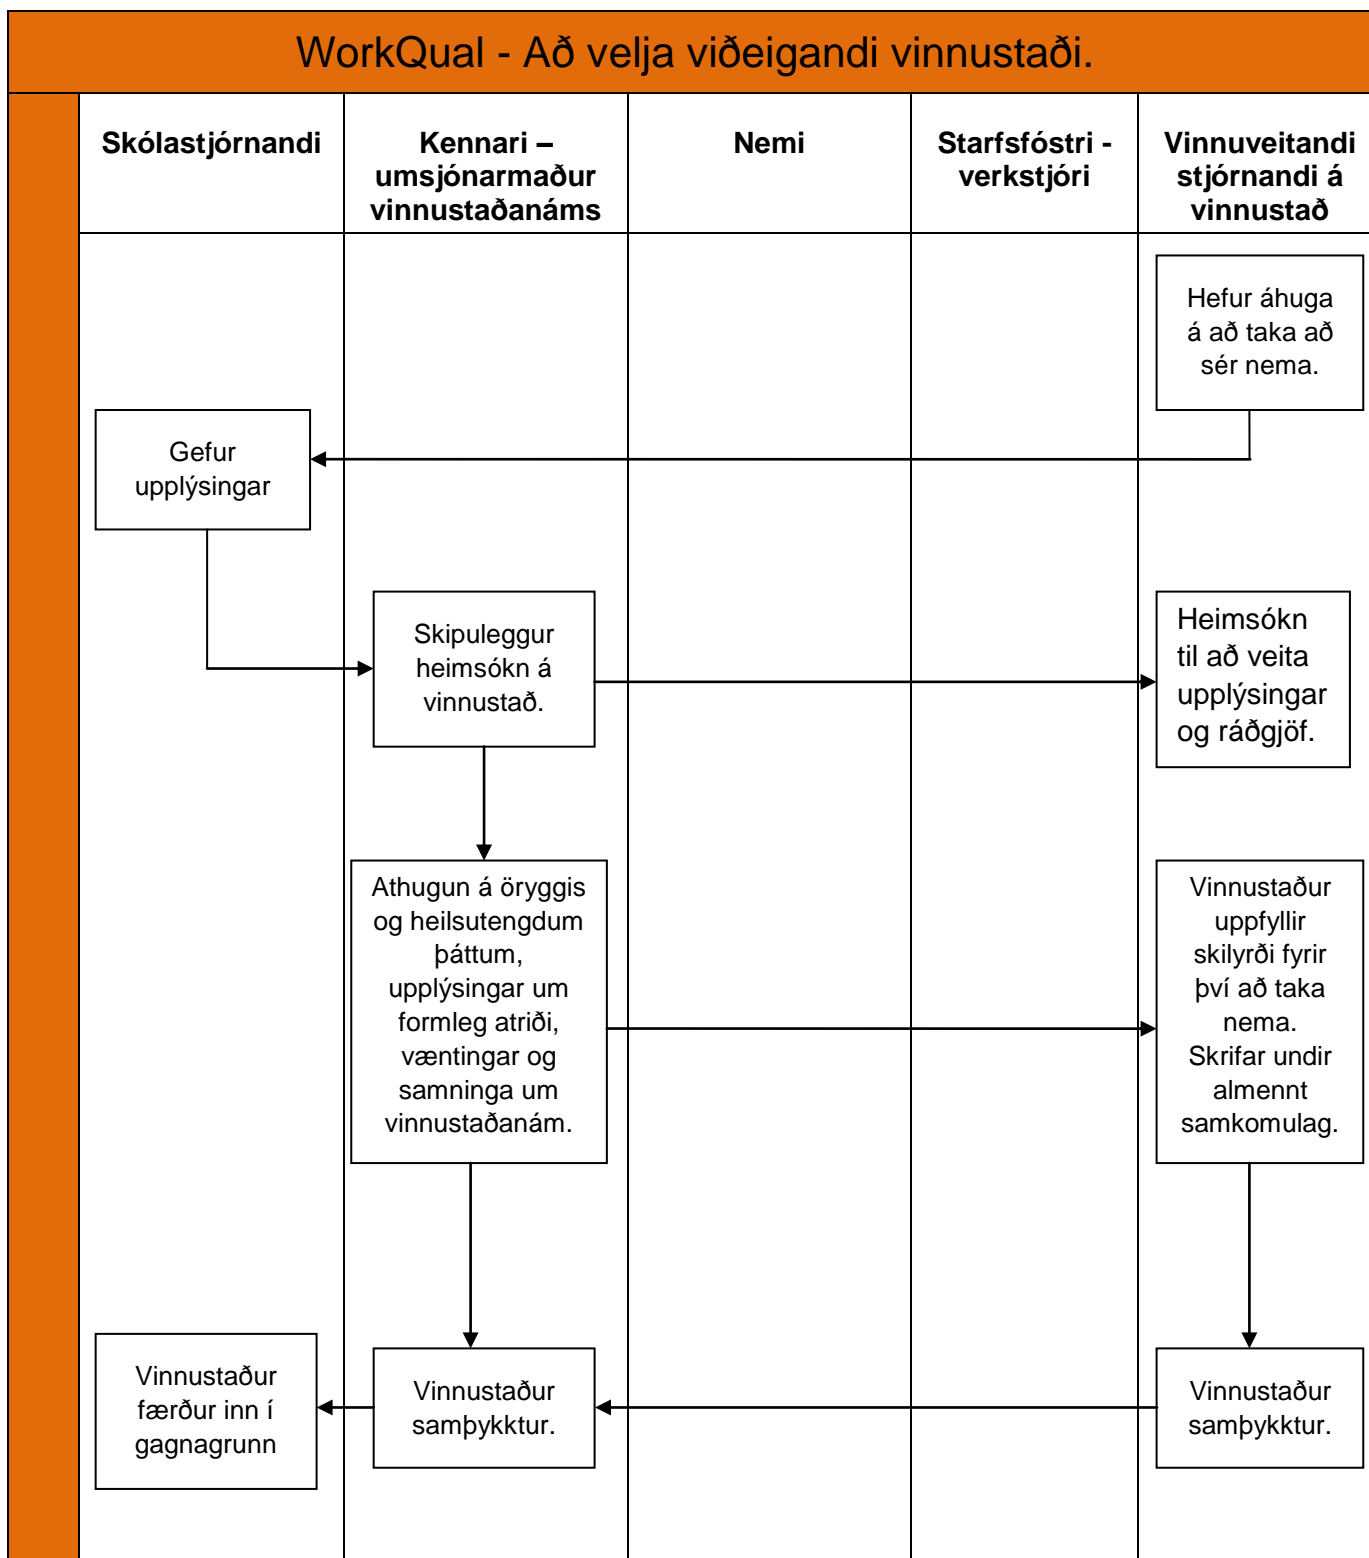 WorkQual - Að velja viðeigandi vinnustaði.
Skólastjórnandi
Kennari –
umsjónarmaður
vinnustaðanáms
Nemi
Starfsfóstri -
verkstjóri
Vinnuveitandi
stjórnandi á
vinnustað
Hefur áhuga
á að taka að
sér nema.
Gefur
upplýsingar
Skipuleggur
heimsókn á
vinnustað.
Heimsókn
til að veita
upplýsingar
og ráðgjöf.
Athugun á öryggis
og heilsutengdum
þáttum,
upplýsingar um
formleg atriði,
væntingar og
samninga um
vinnustaðanám.
Vinnustaður
uppfyllir
skilyrði fyrir
því að taka
nema.
Skrifar undir
almennt
samkomulag.
Vinnustaður
færður inn í
gagnagrunn
Vinnustaður
samþykktur.
Vinnustaður
samþykktur.